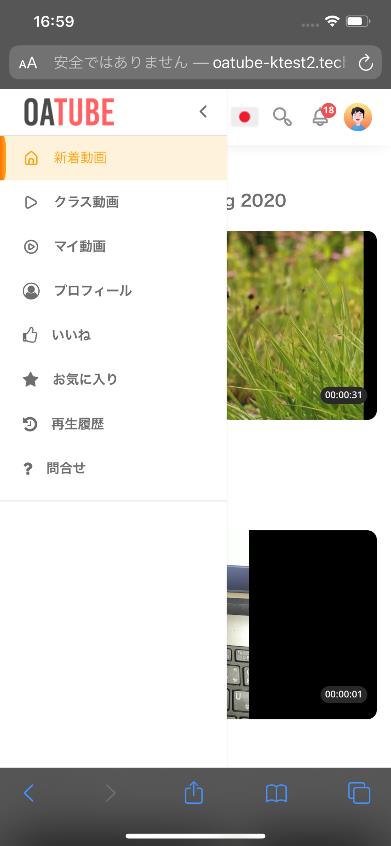 16:59
AA 安全ではありません — oatube-ktest2.tec
OATUBE
18
新着動画
クラス動画
g 2020
マイ動画
プロフィール
いいね
お気に入り
00:00:31
再生履歴
問合せ
00:00:01